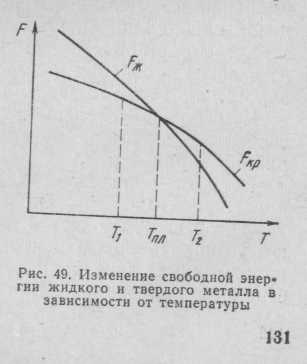 F
Fж
Fкр
T₁
Tпл
T₂
T
Рис. 49. Изменение свободной энер-
гии жидкого и твердого металла в
зависимости от температуры
131